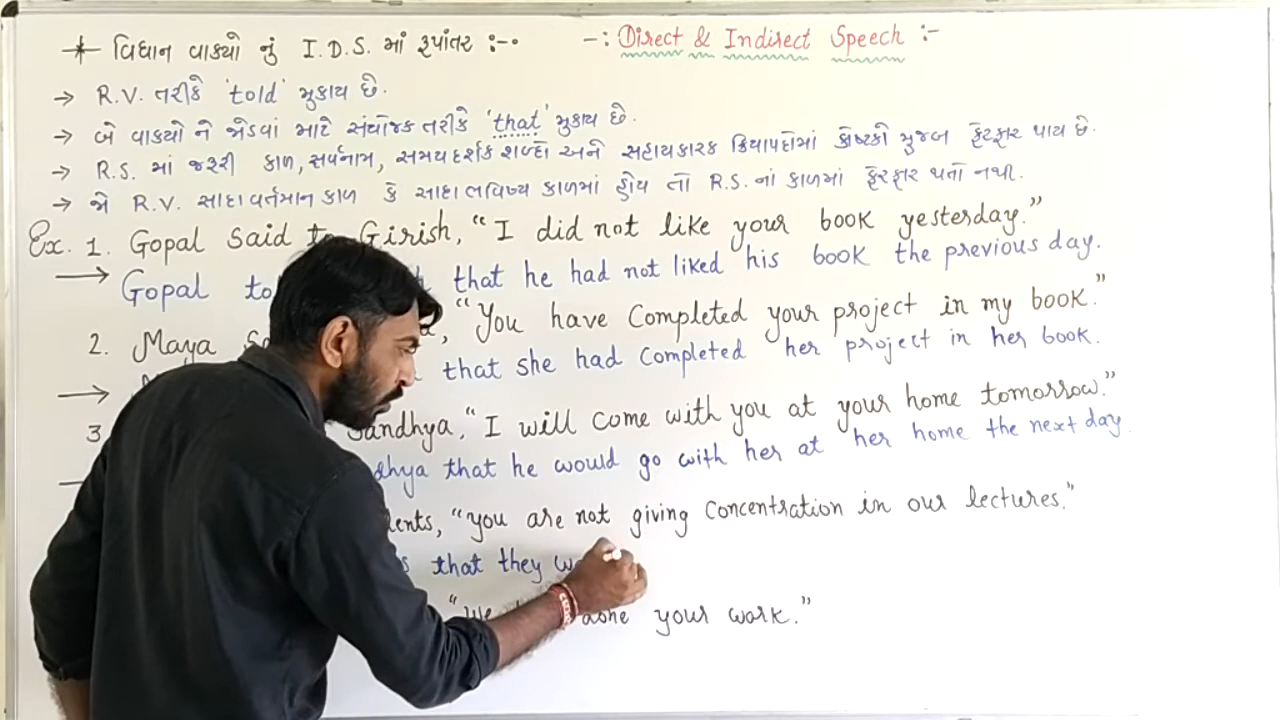 * વિધાન વાક્યો નું I.D.S. માં રૂપાંતર :-
-: Direct & Indirect Speech :-
→ R.V. તરીકે 'told' મુકાય છે.
→ બે વાક્યો ને જોડવાં માટે સંયોજક તરીકે 'that' મુકાય છે.
→ R.S. માં જરૂરી કાળ, સર્વનામ, સમયદર્શક શબ્દો અને સહાયકારક ક્રિયાપદોમાં કોષ્ટકો મુજબ ફેરફાર થાય છે.
→ જો R.V. સાદા વર્તમાન કાળ કે સાદા ભવિષ્ય કાળમાં હોય તો R.S. નાં કાળમાં ફેરફાર થતો નથી.
Ex. 1. Gopal Said to Girish, "I did not like your book yesterday."
→ Gopal that he had not liked his book the previous day.
2. Maya "You have Completed your project in my book."
→ that she had Completed her project in her book.
3 Sandhya, "I will come with you at your home tomorrow."
that he would go with her at her home the next day
"you are not giving Concentration in our lectures."
that they
"We your work."